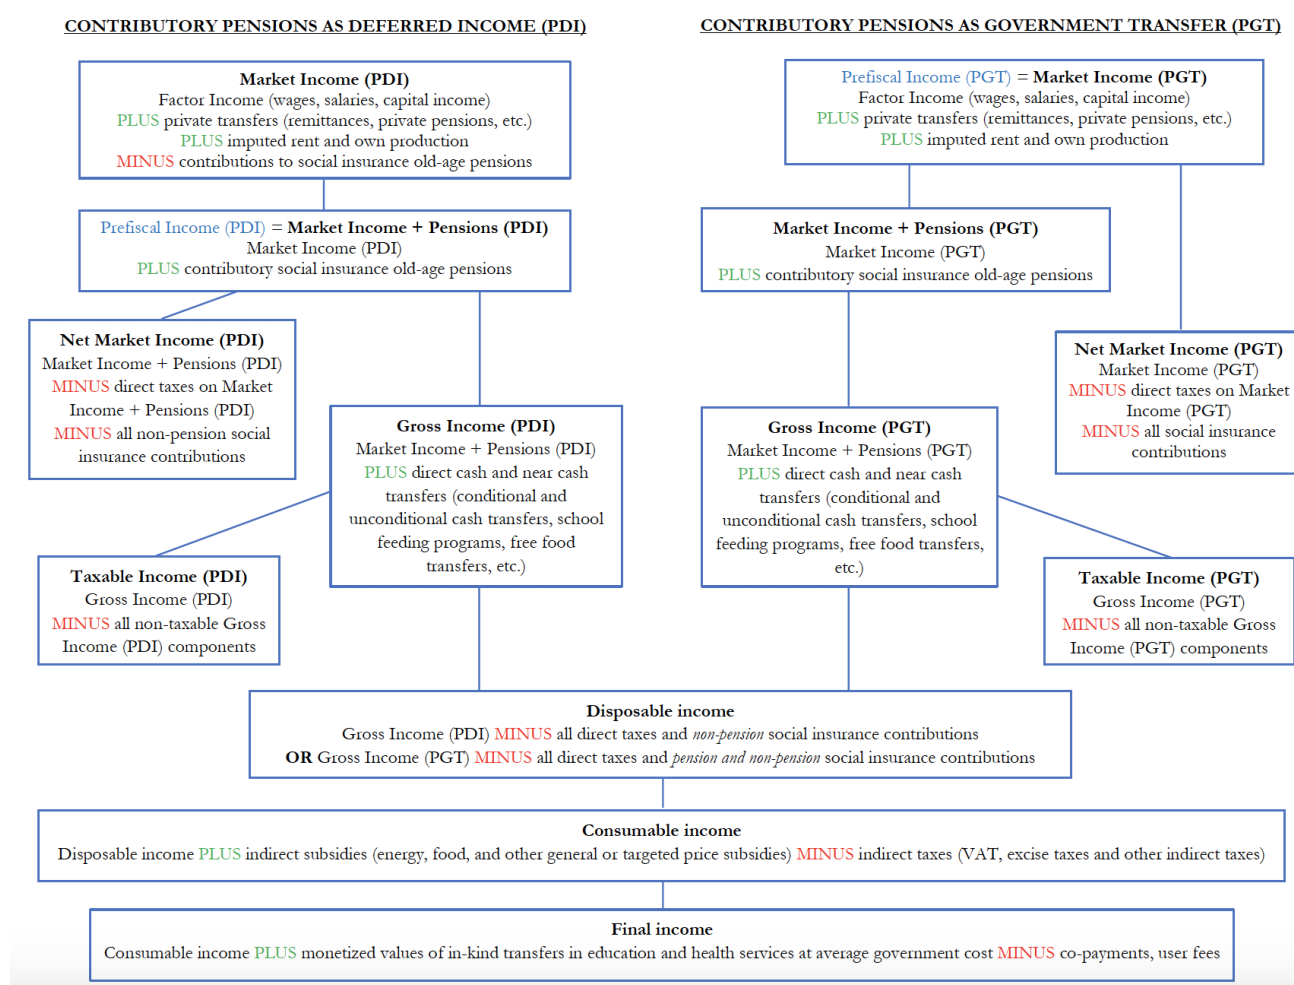 CONTRIBUTORY PENSIONS AS DEFERRED INCOME (PDI)
Market Income (PDI)
Factor Income (wages, salaries, capital income)
PLUS private transfers (remittances, private pensions, etc.)
PLUS imputed rent and own production
MINUS contributions to social insurance old-age pensions
Prefiscal Income (PDI) = Market Income + Pensions (PDI)
Market Income (PDI)
PLUS contributory social insurance old-age pensions
Net Market Income (PDI)
Market Income + Pensions (PDI)
MINUS direct taxes on Market
Income + Pensions (PDI)
MINUS all non-pension social
insurance contributions
Gross Income (PDI)
Market Income + Pensions (PDI)
PLUS direct cash and near cash
transfers (conditional and
unconditional cash transfers, school
feeding programs, free food
transfers, etc.)
Taxable Income (PDI)
Gross Income (PDI)
MINUS all non-taxable Gross
Income (PDI) components
CONTRIBUTORY PENSIONS AS GOVERNMENT TRANSFER (PGT)
Prefiscal Income (PGT) = Market Income (PGT)
Factor Income (wages, salaries, capital income)
PLUS private transfers (remittances, private pensions, etc.)
PLUS imputed rent and own production
Market Income + Pensions (PGT)
Market Income (PGT)
PLUS contributory social insurance old-age pensions
Net Market Income (PGT)
Market Income (PGT)
MINUS direct taxes on Market
Income (PGT)
MINUS all social insurance
contributions
Gross Income (PGT)
Market Income + Pensions (PGT)
PLUS direct cash and near cash
transfers (conditional and
unconditional cash transfers, school
feeding programs, free food transfers,
etc.)
Taxable Income (PGT)
Gross Income (PGT)
MINUS all non-taxable Gross
Income (PGT) components
Disposable income
Gross Income (PDI) MINUS all direct taxes and non-pension social insurance contributions
OR Gross Income (PGT) MINUS all direct taxes and pension and non-pension social insurance contributions
Consumable income
Disposable income PLUS indirect subsidies (energy, food, and other general or targeted price subsidies) MINUS indirect taxes (VAT, excise taxes and other indirect taxes)
Final income
Consumable income PLUS monetized values of in-kind transfers in education and health services at average government cost MINUS co-payments, user fees